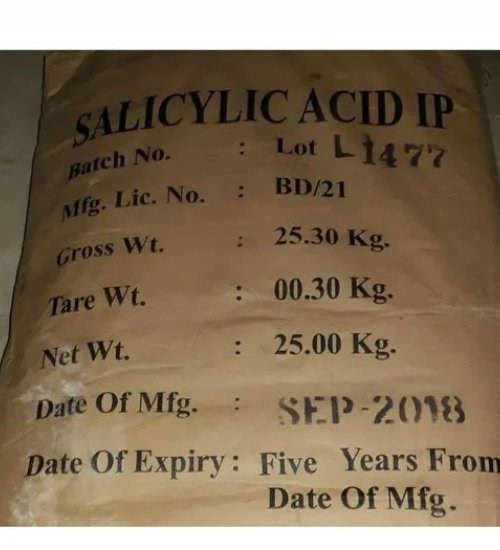 SALICYLIC ACID IP
Batch No. : Lot L1477
Mfg. Lic. No. : BD/21
Gross Wt. : 25.30 Kg.
Tare Wt. : 00.30 Kg.
Net Wt. : 25.00 Kg.
Date Of Mfg. : SEP-2018
Date Of Expiry : Five Years From
Date Of Mfg.